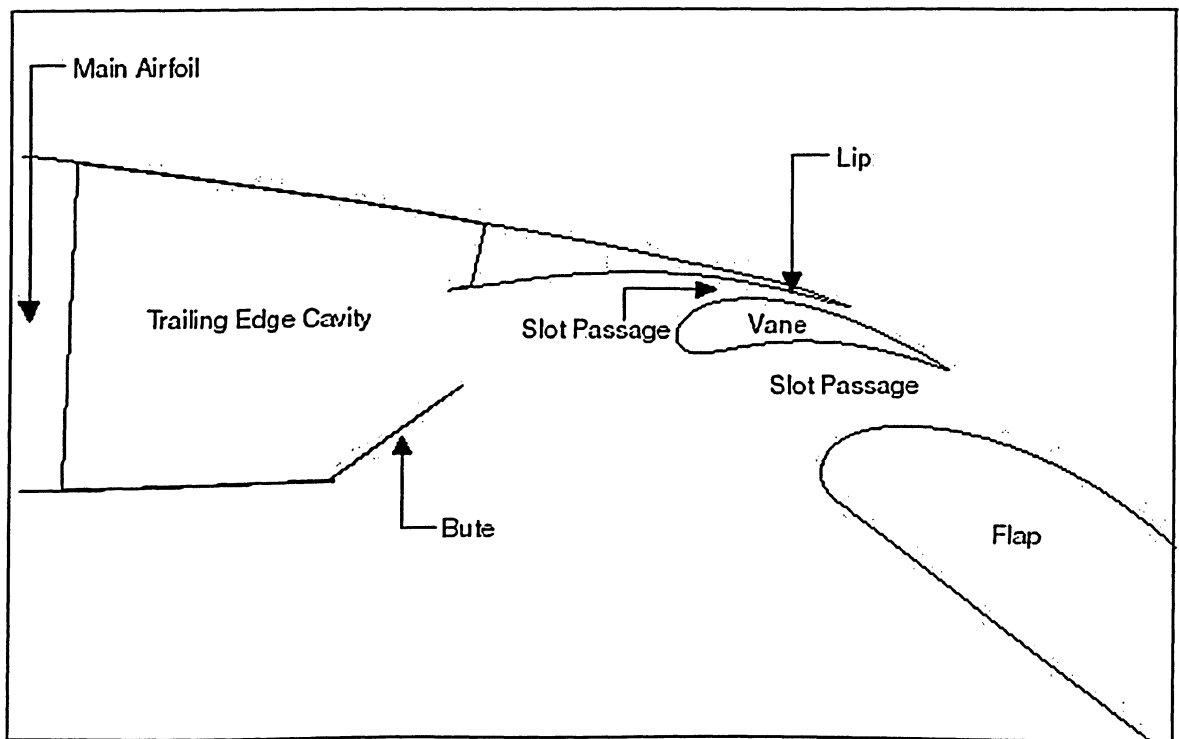 Main Airfoil
Lip
Trailing Edge Cavity
Slot Passage
Vane
Slot Passage
Bute
Flap